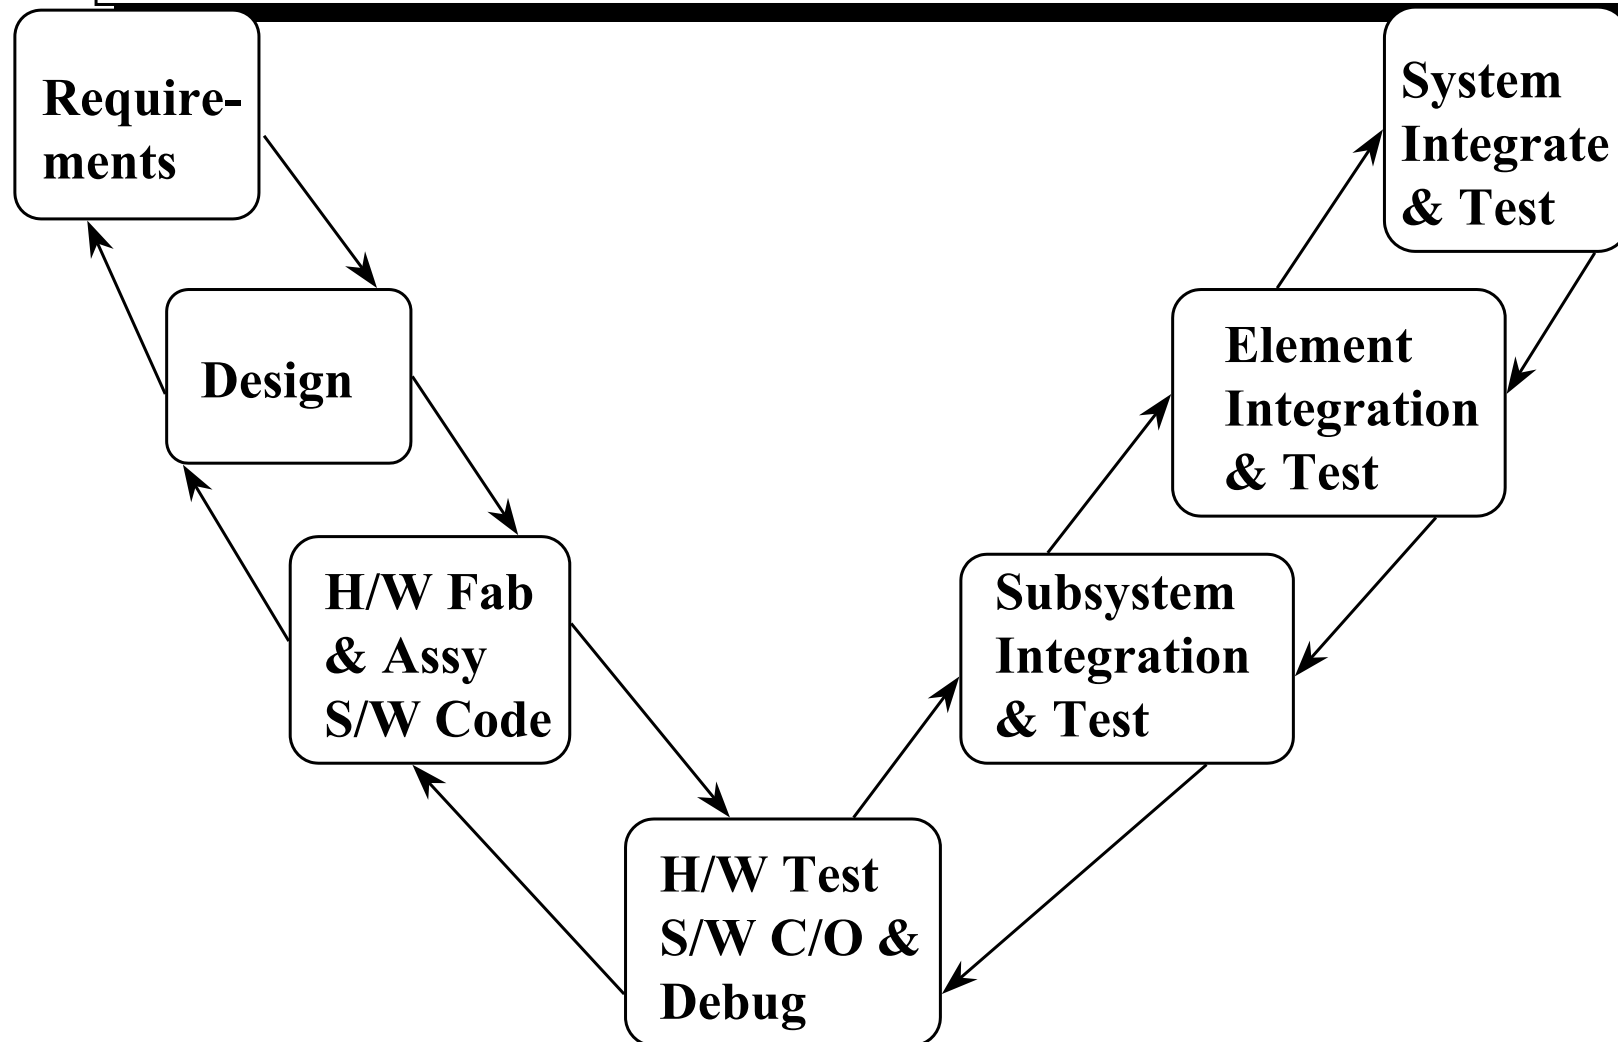 Require-
ments
Design
H/W Fab
& Assy
S/W Code
H/W Test
S/W C/O &
Debug
Subsystem
Integration
& Test
Element
Integration
& Test
System
Integrate
& Test